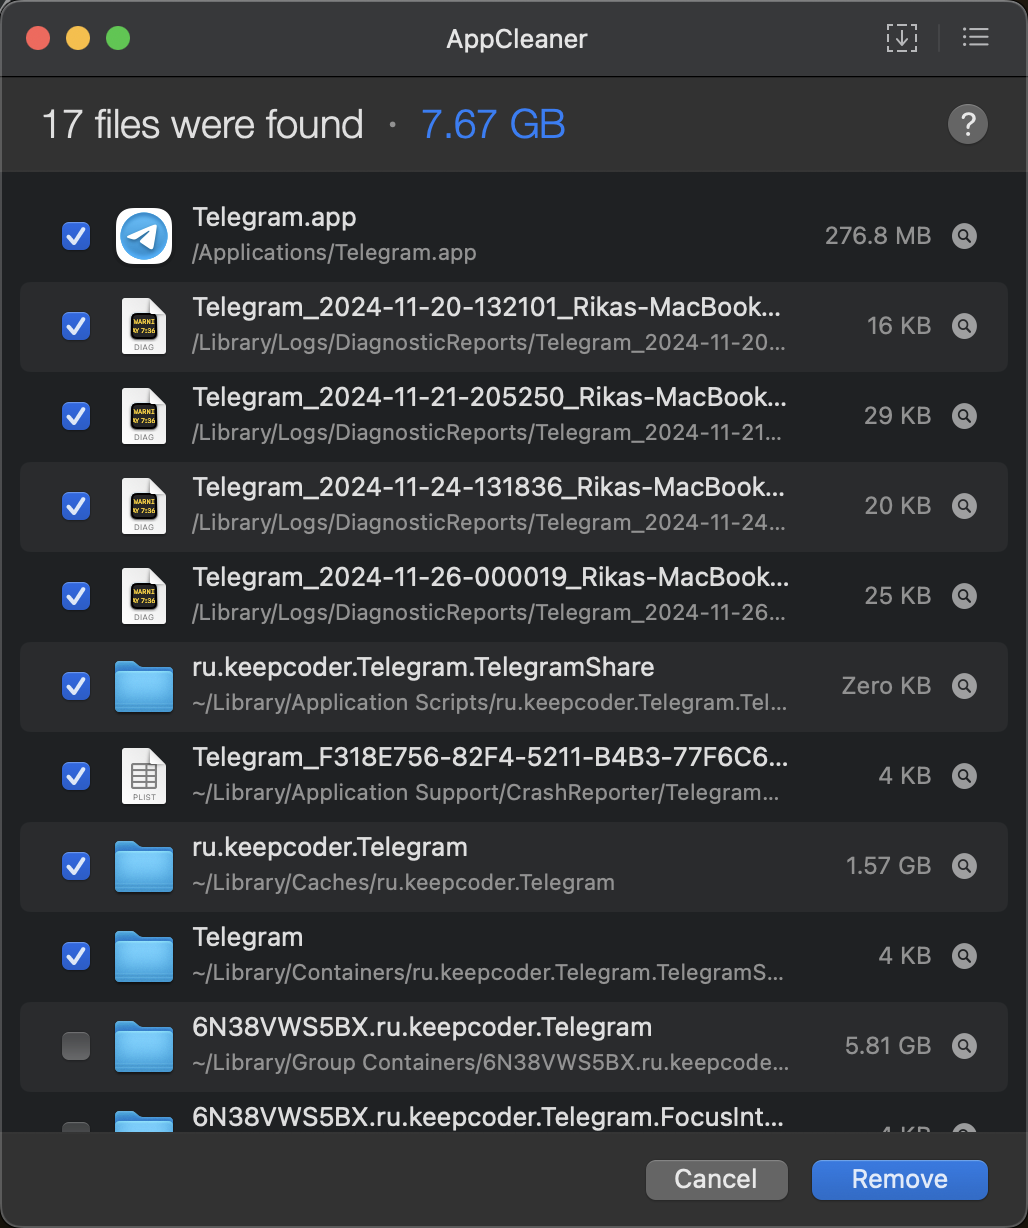 AppCleaner
17 files were found · 7.67 GB
?
Telegram.app
/Applications/Telegram.app
276.8 MB
Telegram_2024-11-20-132101_Rikas-MacBook...
/Library/Logs/DiagnosticReports/Telegram_2024-11-20...
16 KB
WARNI
RY 7:36
DIAG
Telegram_2024-11-21-205250_Rikas-MacBook...
/Library/Logs/DiagnosticReports/Telegram_2024-11-21...
29 KB
WARNI
RY 7:36
DIAG
Telegram_2024-11-24-131836_Rikas-MacBook...
/Library/Logs/DiagnosticReports/Telegram_2024-11-24...
20 KB
WARNI
RY 7:36
DIAG
Telegram_2024-11-26-000019_Rikas-MacBook...
/Library/Logs/DiagnosticReports/Telegram_2024-11-26...
25 KB
WARNI
RY 7:36
DIAG
ru.keepcoder.Telegram.TelegramShare
~/Library/Application Scripts/ru.keepcoder.Telegram.Tel...
Zero KB
Telegram_F318E756-82F4-5211-B4B3-77F6C6...
~/Library/Application Support/CrashReporter/Telegram...
4 KB
PLIST
ru.keepcoder.Telegram
~/Library/Caches/ru.keepcoder.Telegram
1.57 GB
Telegram
~/Library/Containers/ru.keepcoder.Telegram.TelegramS...
4 KB
6N38VWS5BX.ru.keepcoder.Telegram
~/Library/Group Containers/6N38VWS5BX.ru.keepcode...
5.81 GB
6N38VWS5BX.ru.keepcoder.Telegram.FocusInt...
4 KB
Cancel
Remove